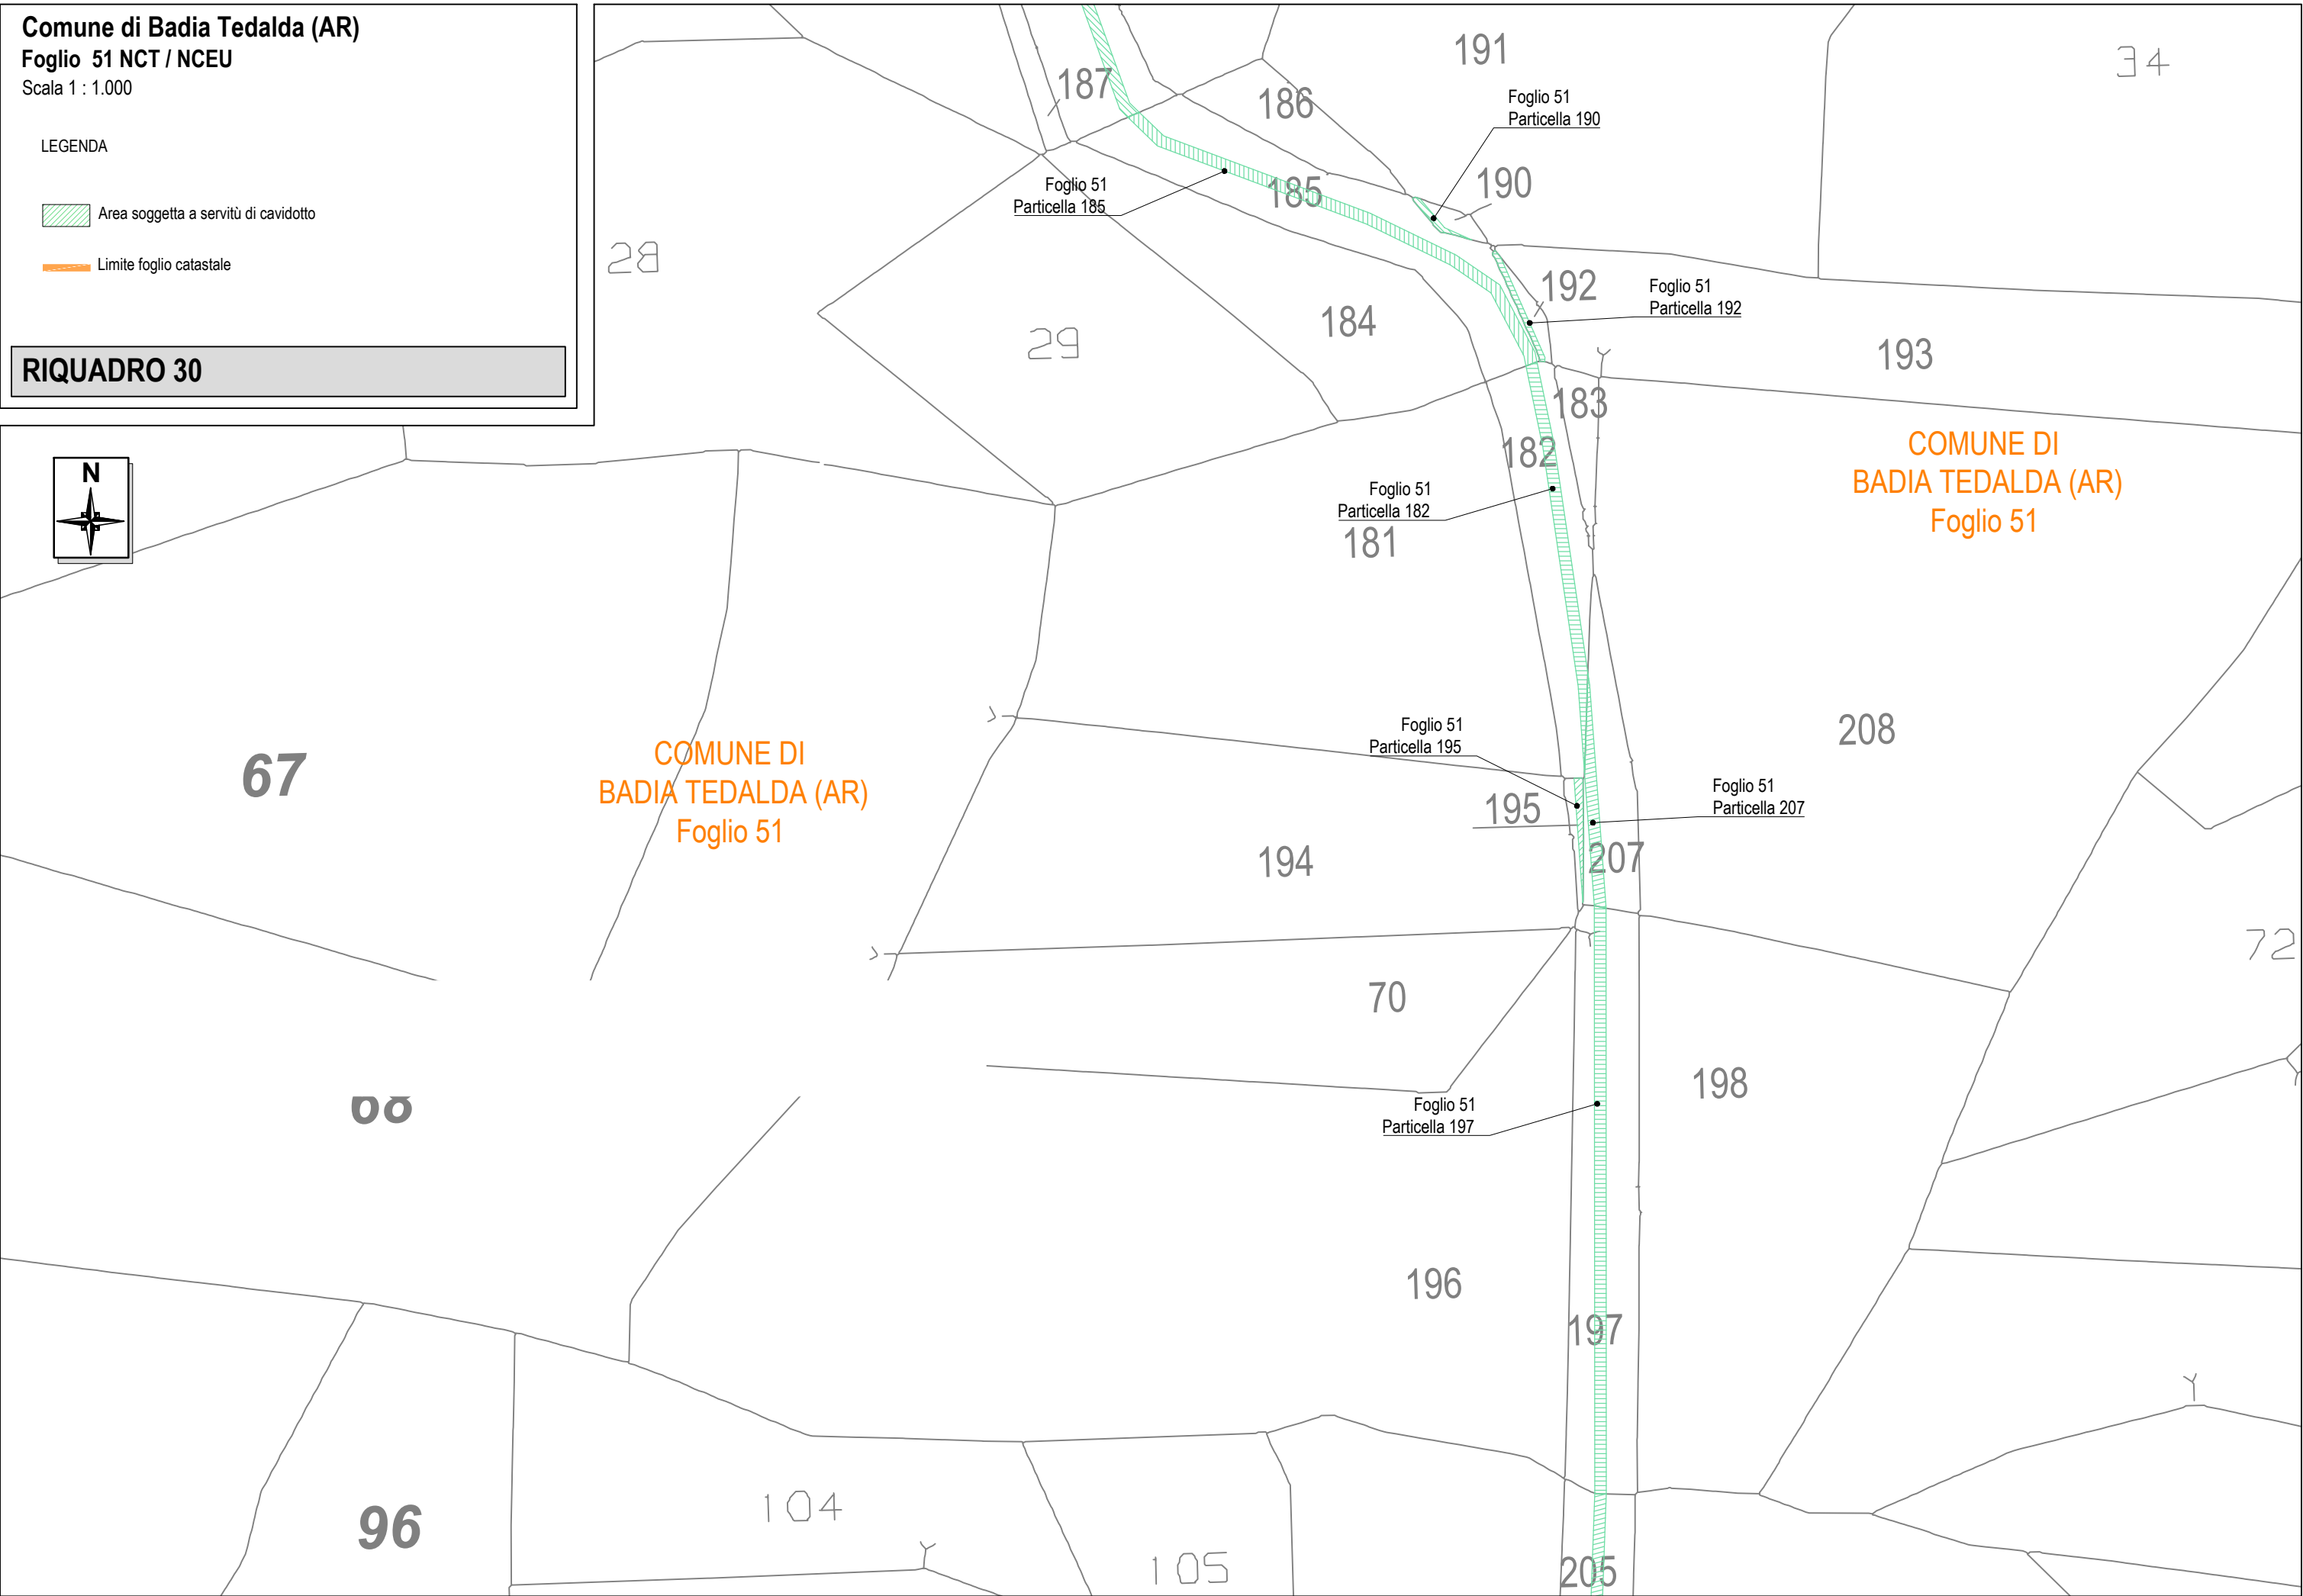 Comune di Badia Tedalda (AR)
Foglio 51 NCT / NCEU
Scala 1 : 1.000
LEGENDA
Area soggetta a servitù di cavidotto
Limite foglio catastale
RIQUADRO 30
N
191
34
187
186
Foglio 51
Particella 190
190
Foglio 51
Particella 185
185
28
192
Foglio 51
Particella 192
184
29
193
183
182
COMUNE DI
BADIA TEDALDA (AR)
Foglio 51
Foglio 51
Particella 182
181
208
Foglio 51
Particella 195
67
COMUNE DI
BADIA TEDALDA (AR)
Foglio 51
195
Foglio 51
Particella 207
207
194
72
70
198
68
Foglio 51
Particella 197
196
197
104
96
105
205